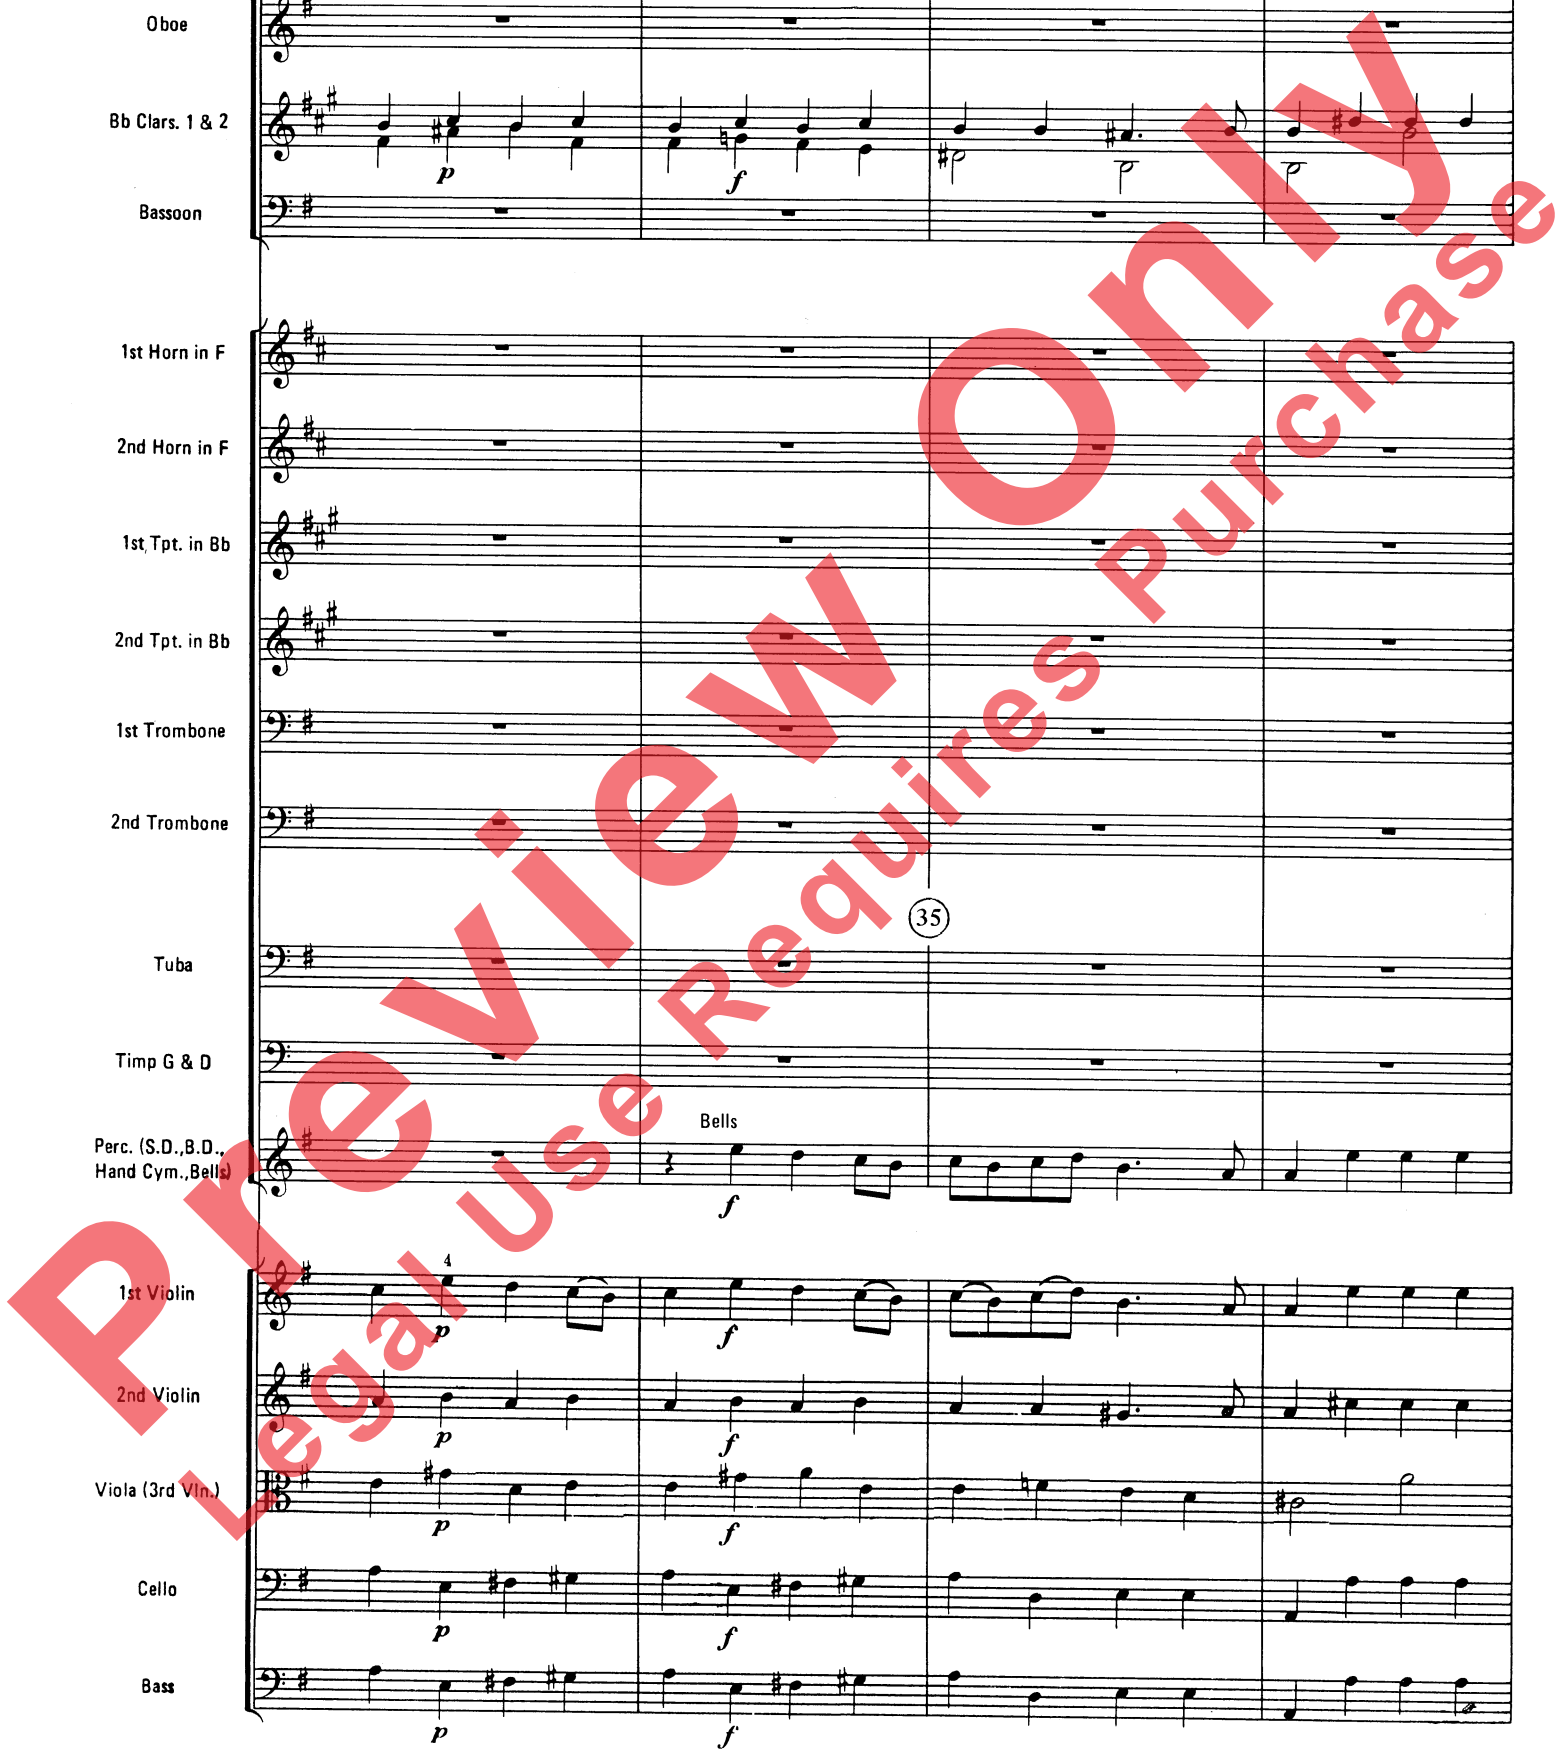 Oboe
Bb Clars. 1 & 2
p
f
Bassoon
1st Horn in F
2nd Horn in F
1st Tpt. in Bb
2nd Tpt. in Bb
1st Trombone
2nd Trombone
35
Tuba
Timp G & D
Bells
Perc. (S.D.,B.D.,
Hand Cym.,Bells)
f
4
1st Violin
p
f
2nd Violin
p
f
Viola (3rd Vln.)
p
f
Cello
p
f
Bass
p
f
Preview Only
Legal Use Requires Purchase